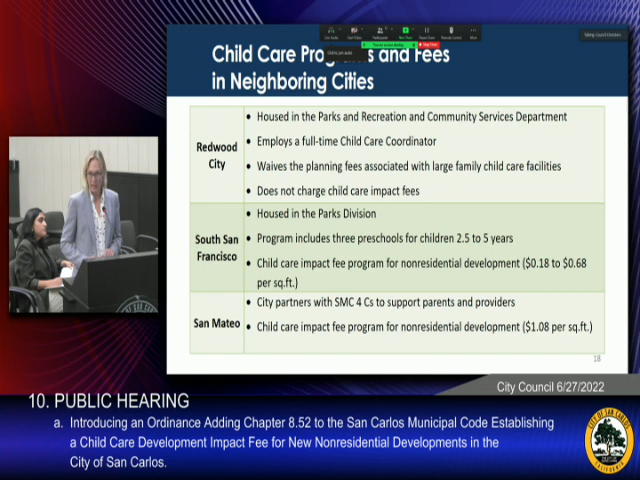 Child Care Pro and Fees
in Neighboring Cities
Redwood
City
• Housed in the Parks and Recreation and Community Services Department
• Employs a full-time Child Care Coordinator
• Waives the planning fees associated with large family child care facilities
• Does not charge child care impact fees
South San
Francisco
• Housed in the Parks Division
• Program includes three preschools for children 2.5 to 5 years
• Child care impact fee program for nonresidential development ($0.18 to $0.68
per sq.ft.)
San Mateo
• City partners with SMC 4 Cs to support parents and providers
• Child care impact fee program for nonresidential development ($1.08 per sq.ft.)
18
City Council 6/27/2022
10. PUBLIC HEARING
a. Introducing an Ordinance Adding Chapter 8.52 to the San Carlos Municipal Code Establishing
a Child Care Development Impact Fee for New Nonresidential Developments in the
City of San Carlos.
CITY OF SAN CARLOS
CALIFORNIA